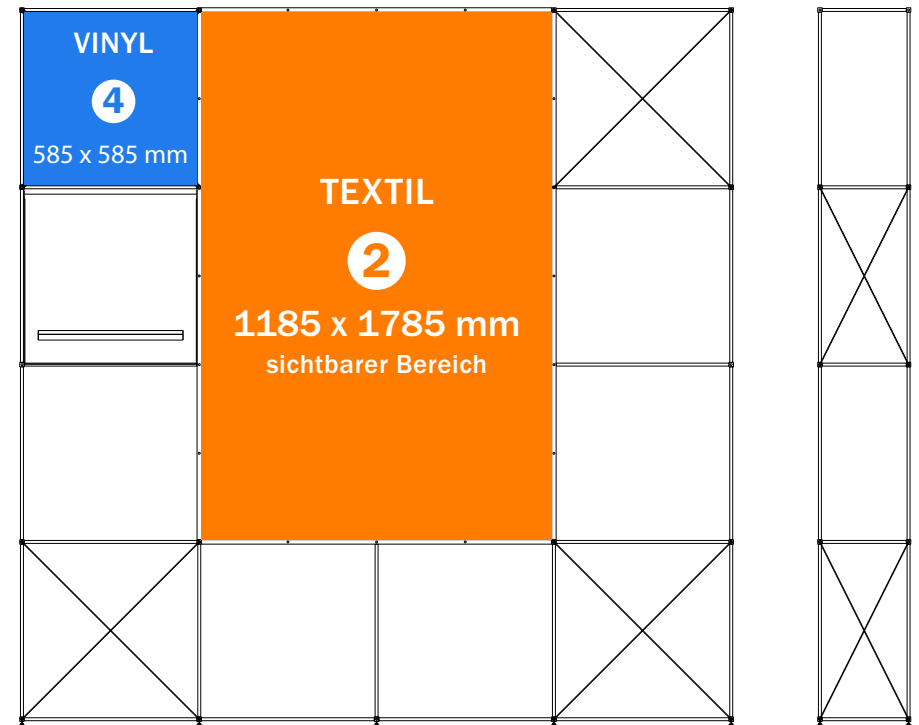 VINYL
4
585 x 585 mm
TEXTIL
2
1185 x 1785 mm
sichtbarer Bereich